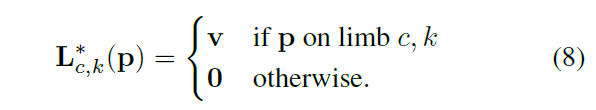 L*c,k(p) = { v if p on limb c, k
0 otherwise. (8)